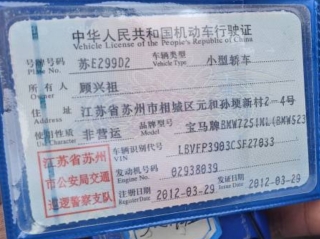 中华人民共和国机动车行驶证
Vehicle License of the People's Republic of China
号牌号码 苏E299D2 车辆类型 小型轿车
Plate No. Vehicle Type
所有人 顾兴祖
Owner
住址 江苏省苏州市相城区元和孙埂新村2-4号
Address
使用性质 非营运 品牌型号 宝马牌BMW7251NL(BMW523
Use Character Model
江苏省苏州
市公安局交通
巡逻警察支队
车辆识别代号 LBVFP3903CSF27033
VIN
发动机号码 02938039
Engine No.
注册日期 2012-03-29 发证日期 2012-03-29
Register Date Issue Date